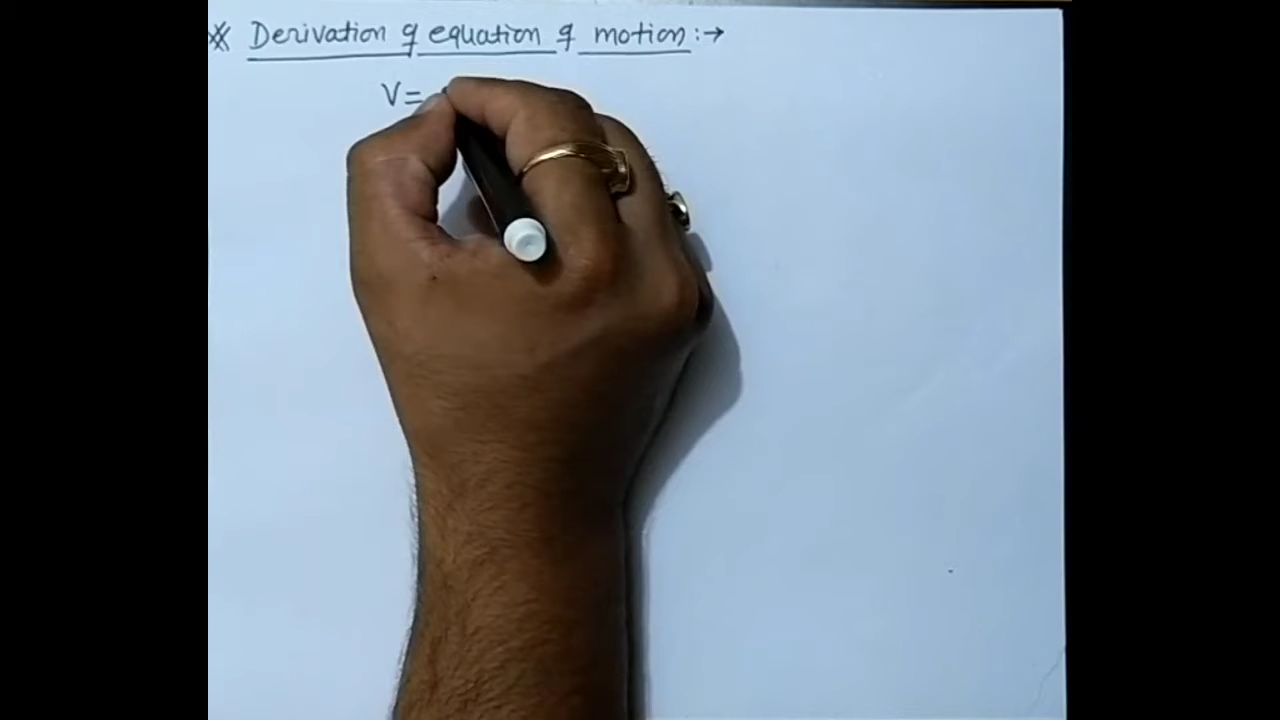 ※ Derivation of equation of motion :→
V =